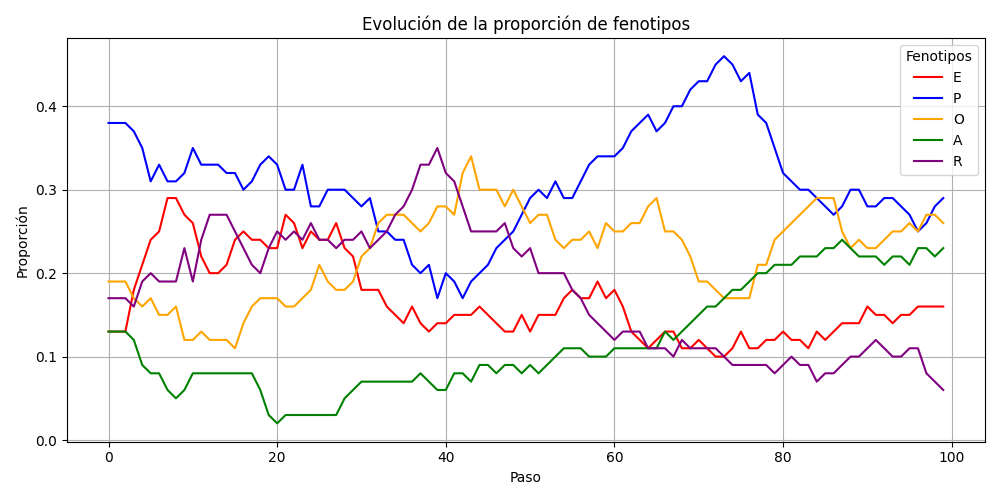 Evolución de la proporción de fenotipos
Proporción
0.4
0.3
0.2
0.1
0.0
0 20 40 60 80 100
Paso
Fenotipos
E
P
O
A
R